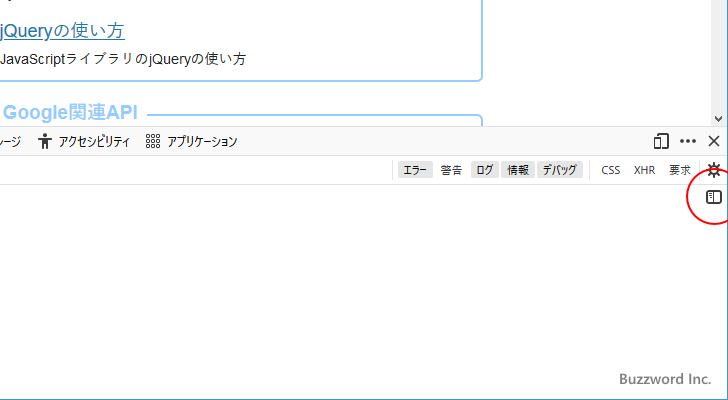 jQueryの使い方
JavaScriptライブラリのjQueryの使い方
Google関連API
レージ アクセシビリティ アプリケーション
エラー 警告 ログ 情報 デバッグ CSS XHR 要求
Buzzword Inc.